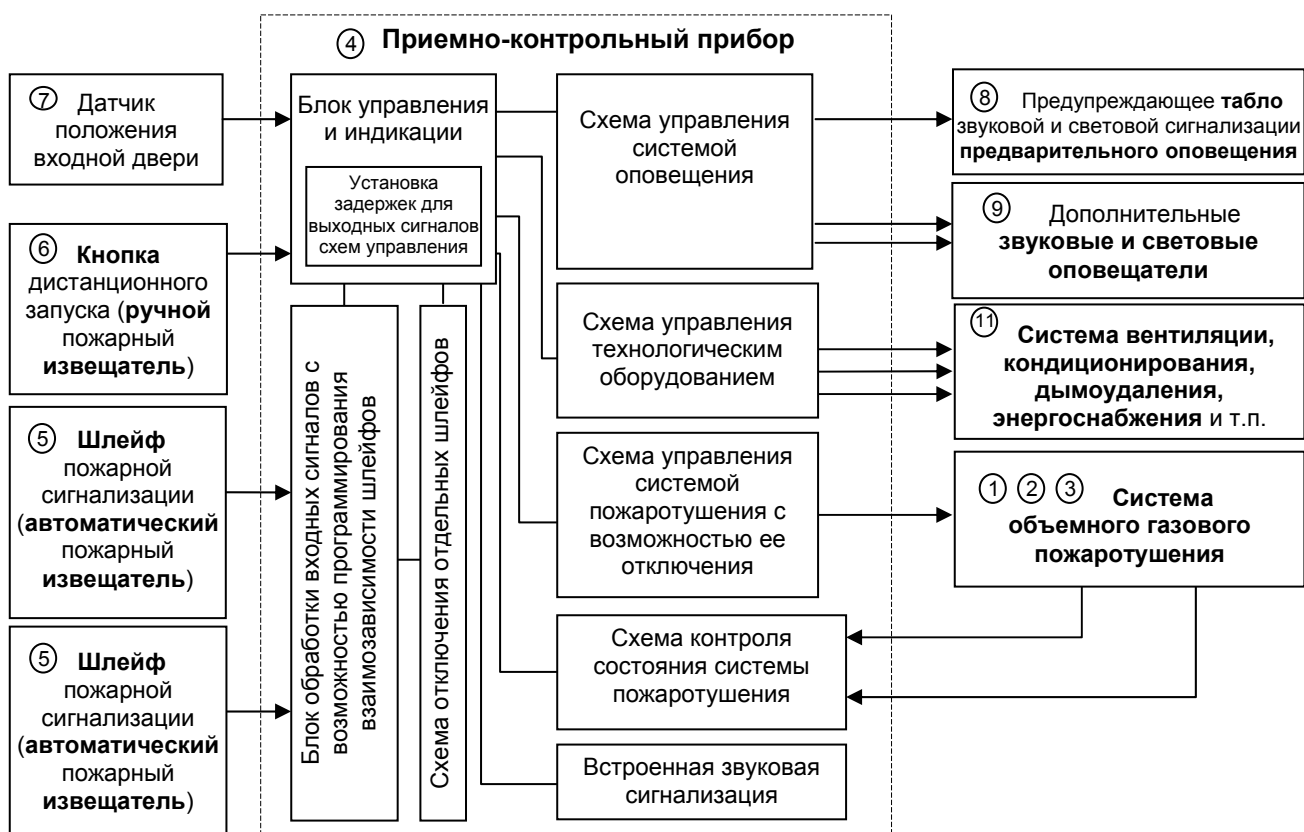 ④ Приемно-контрольный прибор
⑦ Датчик
положения
входной двери
⑥ Кнопка
дистанционного
запуска (ручной
пожарный
извещатель)
⑤ Шлейф
пожарной
сигнализации
(автоматический
пожарный
извещатель)
⑤ Шлейф
пожарной
сигнализации
(автоматический
пожарный
извещатель)
Блок управления
и индикации
Установка
задержек для
выходных сигналов
схем управления
Блок обработки входных сигналов с
возможностью программирования
взаимозависимости шлейфов
Схема отключения отдельных шлейфов
Схема управления
системой
оповещения
Схема управления
технологическим
оборудованием
Схема управления
системой
пожаротушения с
возможностью ее
отключения
Схема контроля
состояния системы
пожаротушения
Встроенная звуковая
сигнализация
⑧ Предупреждающее табло
звуковой и световой сигнализации
предварительного оповещения
⑨ Дополнительные
звуковые и световые
оповещатели
⑪ Система вентиляции,
кондиционирования,
дымоудаления,
энергоснабжения и т.п.
① ② ③ Система
объемного газового
пожаротушения